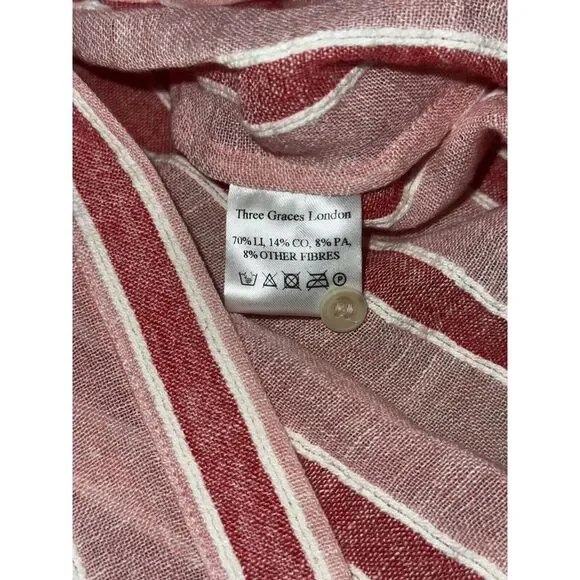 Three Graces London
70% LI, 14% CO, 8% PA,
8% OTHER FIBRES
P